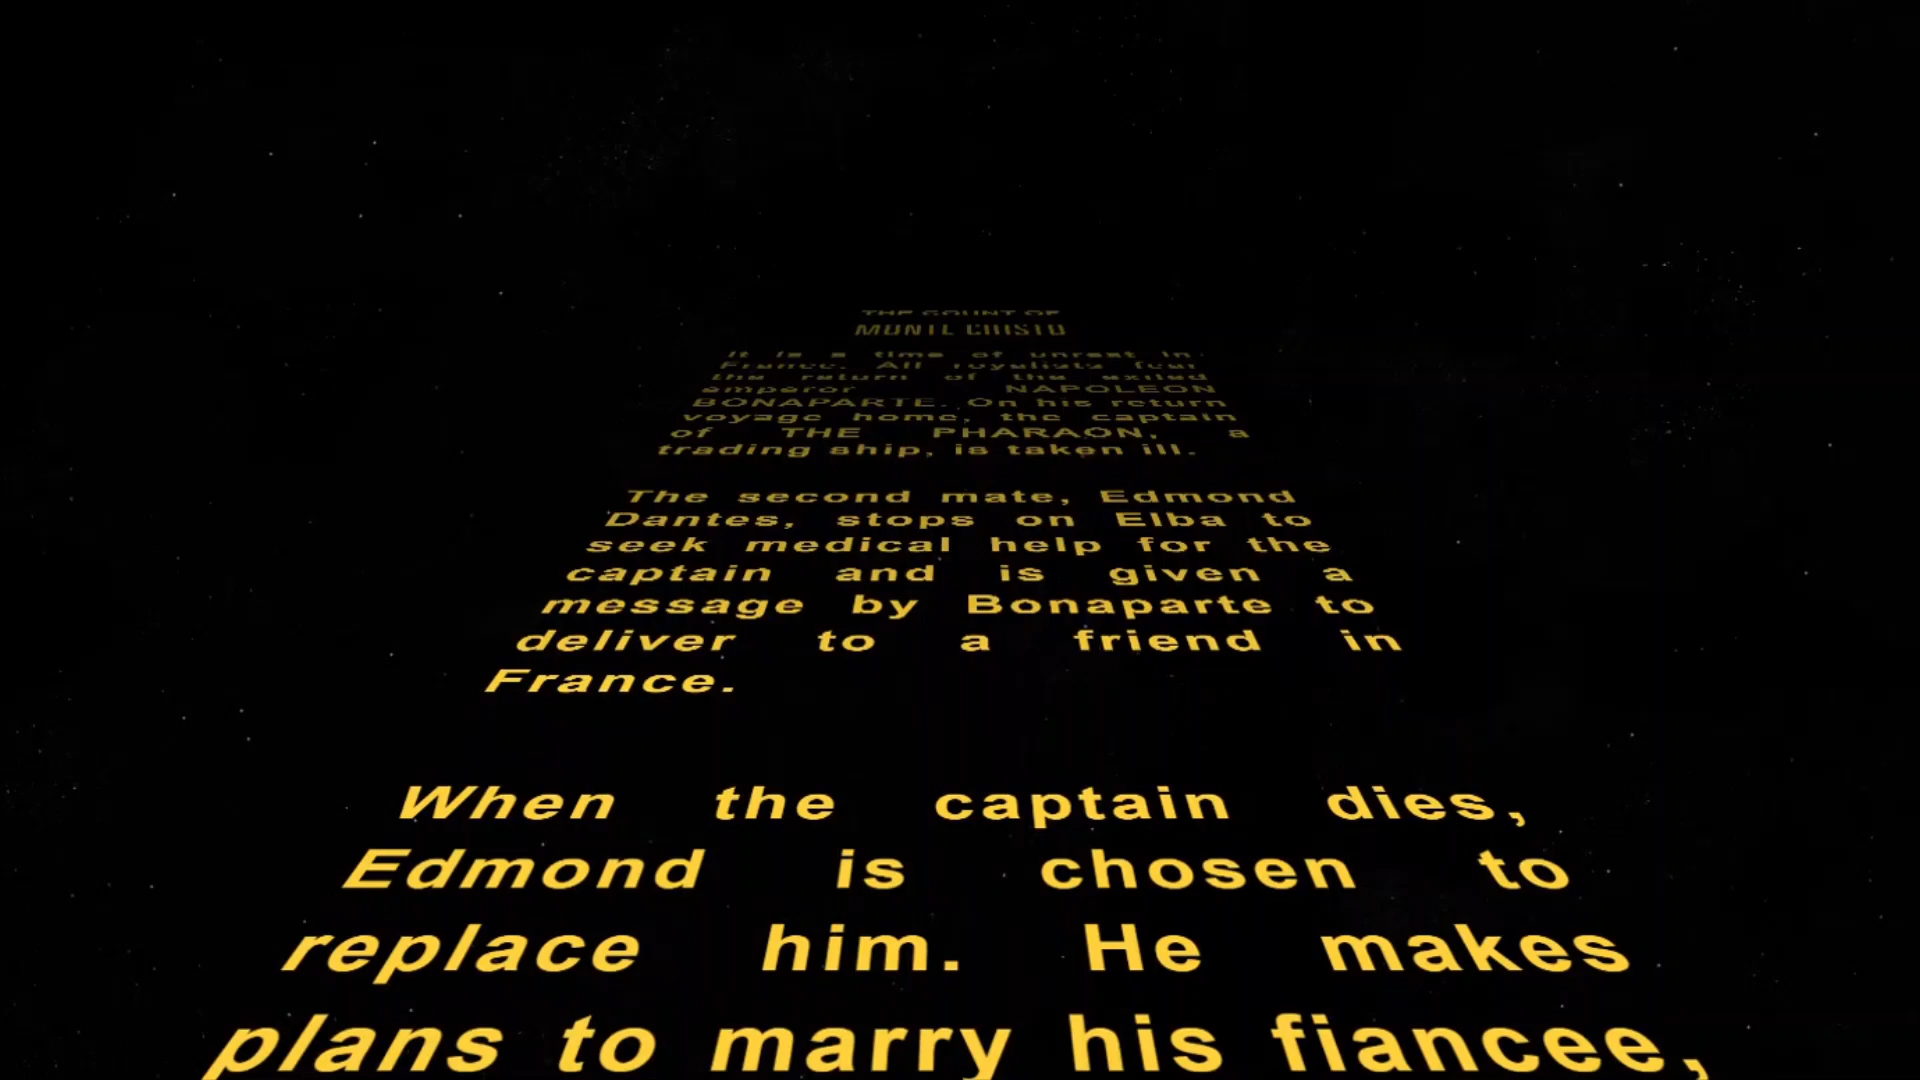 THE COUNT OF
MONTE CRISTO
It is a time of unrest in
France. All royalists fear
the return of the exiled
emperor NAPOLEON
BONAPARTE. On his return
voyage home, the captain
of THE PHARAON, a
trading ship, is taken ill.
The second mate, Edmond
Dantes, stops on Elba to
seek medical help for the
captain and is given a
message by Bonaparte to
deliver to a friend in
France.
When the captain dies,
Edmond is chosen to
replace him. He makes
plans to marry his fiancee,